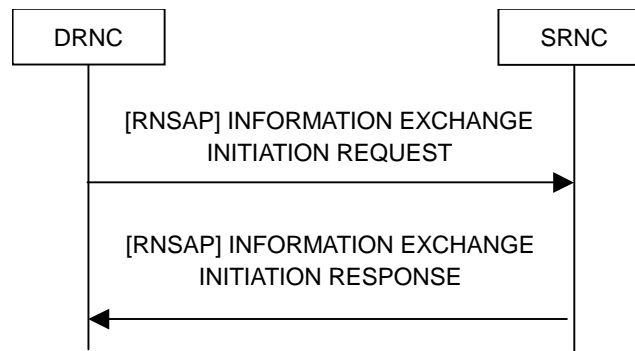 DRNC
SRNC
[RNSAP] INFORMATION EXCHANGE
INITIATION REQUEST
[RNSAP] INFORMATION EXCHANGE
INITIATION RESPONSE